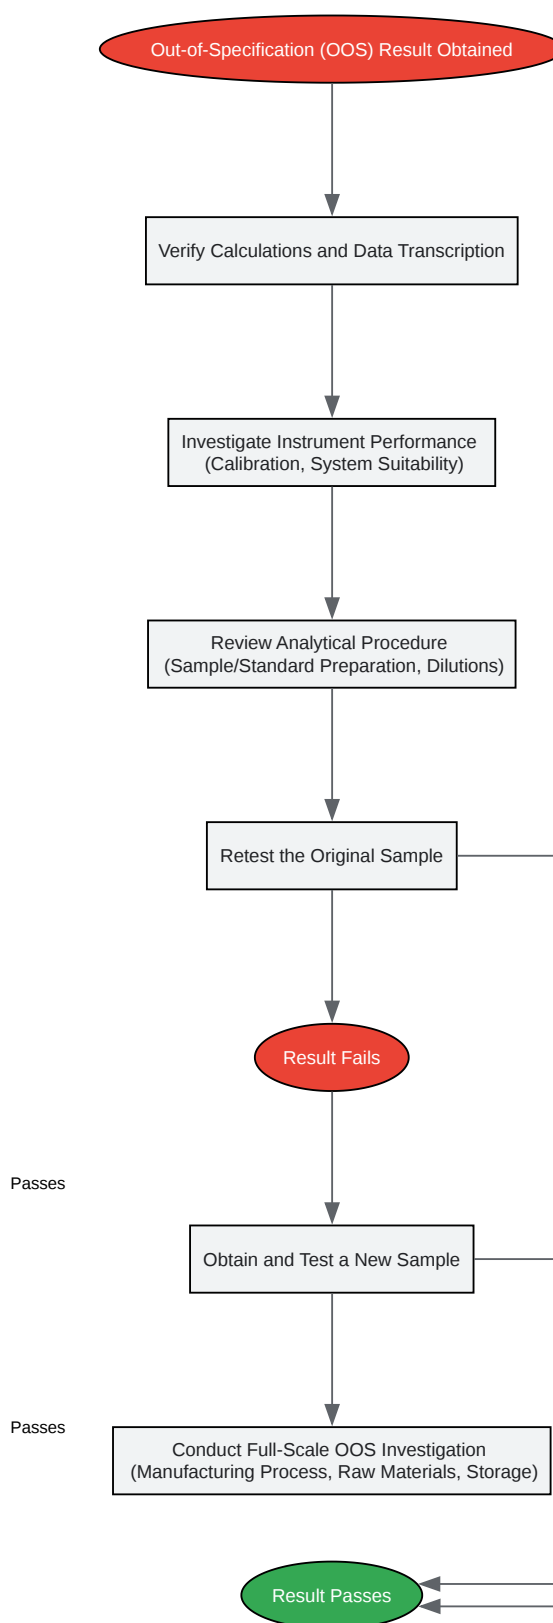 Out-of-Specification (OOS) Result Obtained
Verify Calculations and Data Transcription
Investigate Instrument Performance
(Calibration, System Suitability)
Review Analytical Procedure
(Sample/Standard Preparation, Dilutions)
Retest the Original Sample
Result Fails
Passes
Obtain and Test a New Sample
Passes
Conduct Full-Scale OOS Investigation
(Manufacturing Process, Raw Materials, Storage)
Result Passes